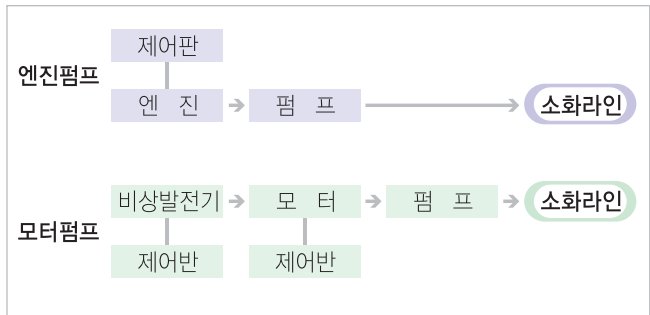 제어판
엔진펌프
엔 진 → 펌 프 → 소화라인
비상발전기 → 모 터 → 펌 프 → 소화라인
모터펌프
제어반 제어반